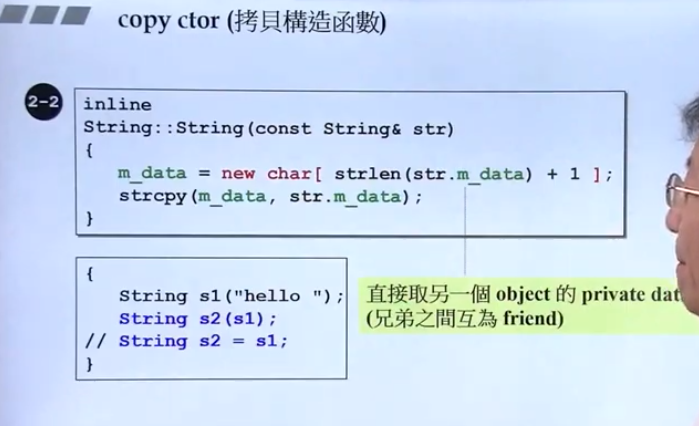 copy ctor (拷貝構造函數)
2-2
inline
String::String(const String& str)
{
m_data = new char[ strlen(str.m_data) + 1 ];
strcpy(m_data, str.m_data);
}
{
String s1("hello ");
String s2(s1);
// String s2 = s1;
}
直接取另一個 object 的 private
(兄弟之間互為 friend)